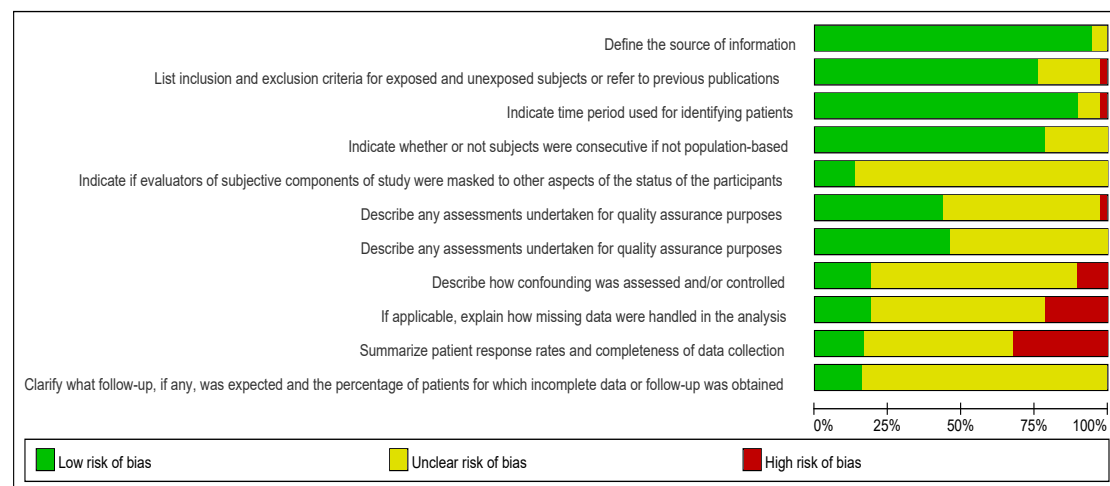 Define the source of information
List inclusion and exclusion criteria for exposed and unexposed subjects or refer to previous publications
Indicate time period used for identifying patients
Indicate whether or not subjects were consecutive if not population-based
Indicate if evaluators of subjective components of study were masked to other aspects of the status of the participants
Describe any assessments undertaken for quality assurance purposes
Describe any assessments undertaken for quality assurance purposes
Describe how confounding was assessed and/or controlled
If applicable, explain how missing data were handled in the analysis
Summarize patient response rates and completeness of data collection
Clarify what follow-up, if any, was expected and the percentage of patients for which incomplete data or follow-up was obtained
0% 25% 50% 75% 100%
Low risk of bias Unclear risk of bias High risk of bias